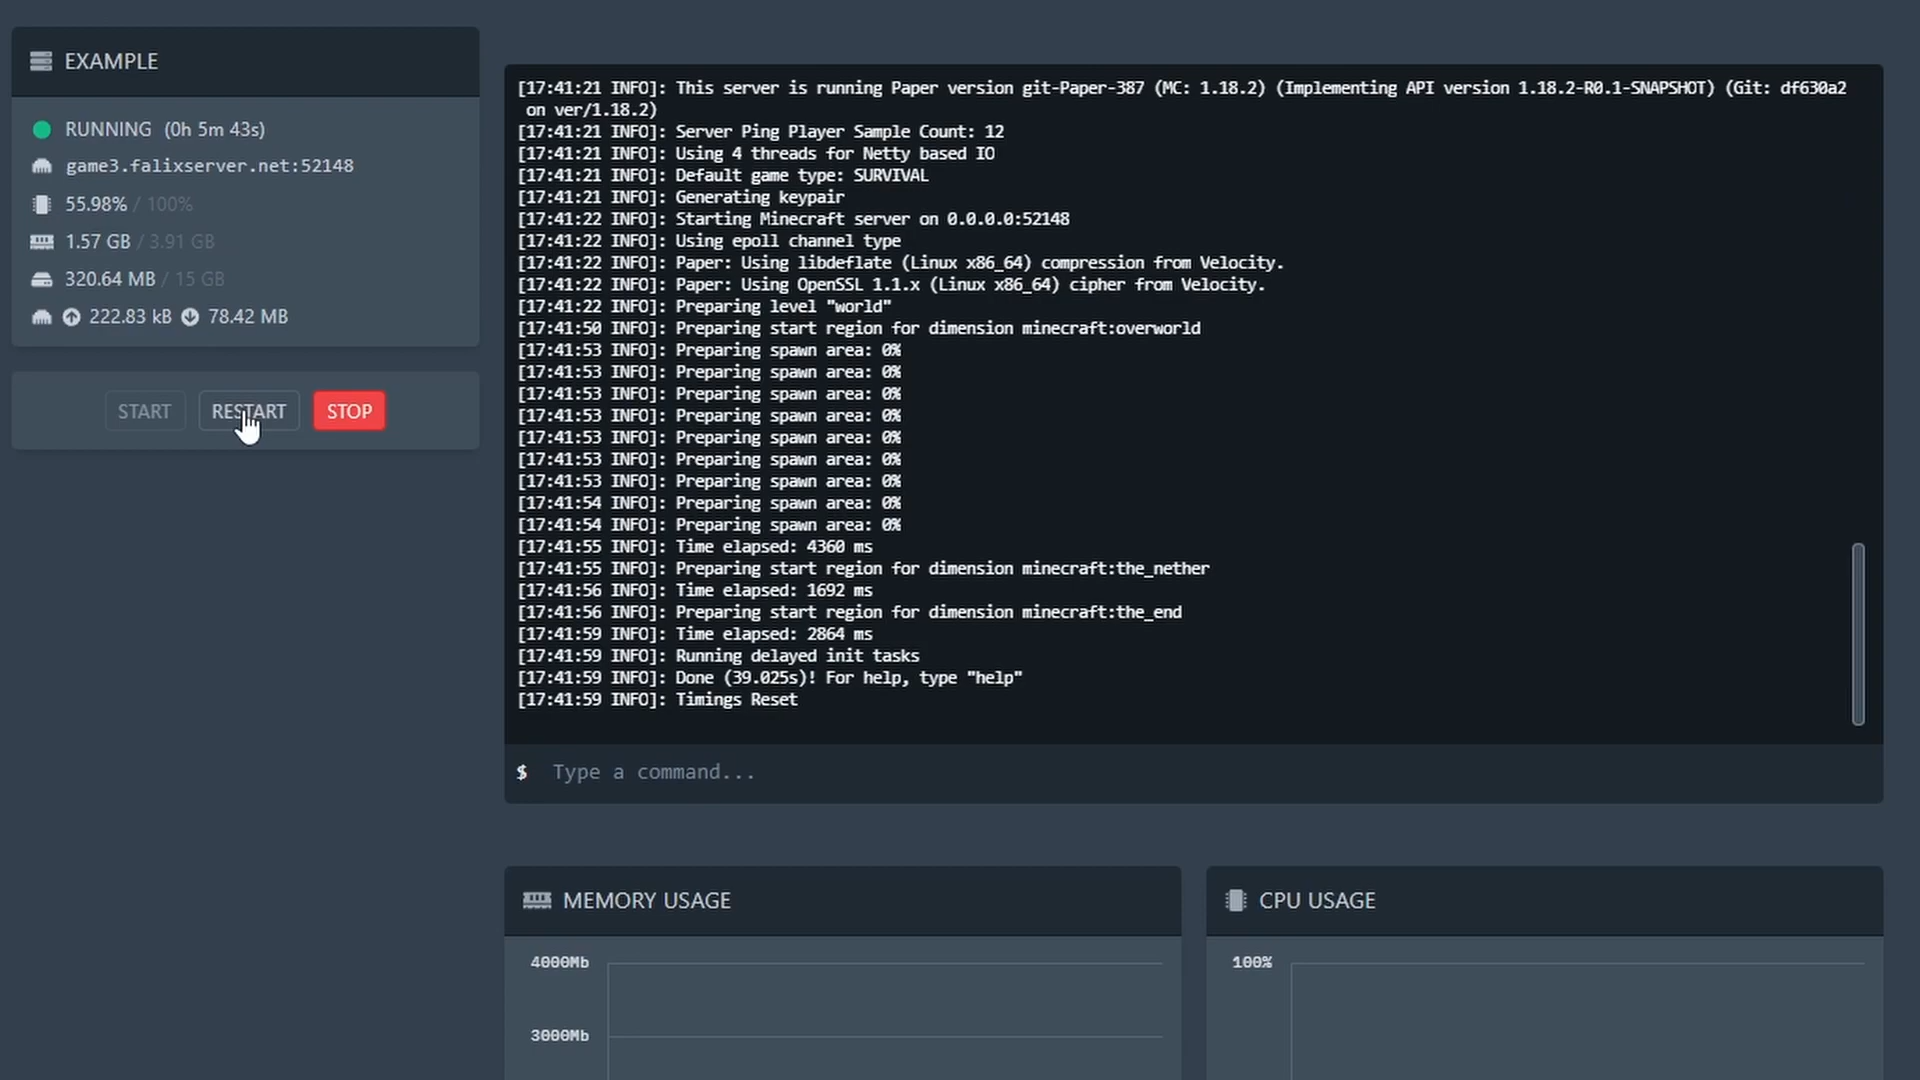 EXAMPLE
RUNNING (0h 5m 43s)
game3.falixserver.net:52148
55.98% / 100%
1.57 GB / 3.91 GB
320.64 MB / 15 GB
222.83 kB 78.42 MB
START RESTART STOP
[17:41:21 INFO]: This server is running Paper version git-Paper-387 (MC: 1.18.2) (Implementing API version 1.18.2-R0.1-SNAPSHOT) (Git: df630a2
on ver/1.18.2)
[17:41:21 INFO]: Server Ping Player Sample Count: 12
[17:41:21 INFO]: Using 4 threads for Netty based IO
[17:41:21 INFO]: Default game type: SURVIVAL
[17:41:21 INFO]: Generating keypair
[17:41:22 INFO]: Starting Minecraft server on 0.0.0.0:52148
[17:41:22 INFO]: Using epoll channel type
[17:41:22 INFO]: Paper: Using libdeflate (Linux x86_64) compression from Velocity.
[17:41:22 INFO]: Paper: Using OpenSSL 1.1.x (Linux x86_64) cipher from Velocity.
[17:41:22 INFO]: Preparing level "world"
[17:41:50 INFO]: Preparing start region for dimension minecraft:overworld
[17:41:53 INFO]: Preparing spawn area: 0%
[17:41:53 INFO]: Preparing spawn area: 0%
[17:41:53 INFO]: Preparing spawn area: 0%
[17:41:53 INFO]: Preparing spawn area: 0%
[17:41:53 INFO]: Preparing spawn area: 0%
[17:41:53 INFO]: Preparing spawn area: 0%
[17:41:53 INFO]: Preparing spawn area: 0%
[17:41:54 INFO]: Preparing spawn area: 0%
[17:41:54 INFO]: Preparing spawn area: 0%
[17:41:55 INFO]: Time elapsed: 4360 ms
[17:41:55 INFO]: Preparing start region for dimension minecraft:the_nether
[17:41:56 INFO]: Time elapsed: 1692 ms
[17:41:56 INFO]: Preparing start region for dimension minecraft:the_end
[17:41:59 INFO]: Time elapsed: 2864 ms
[17:41:59 INFO]: Running delayed init tasks
[17:41:59 INFO]: Done (39.025s)! For help, type "help"
[17:41:59 INFO]: Timings Reset
$ Type a command...
MEMORY USAGE
4000Mb
3000Mb
CPU USAGE
100%